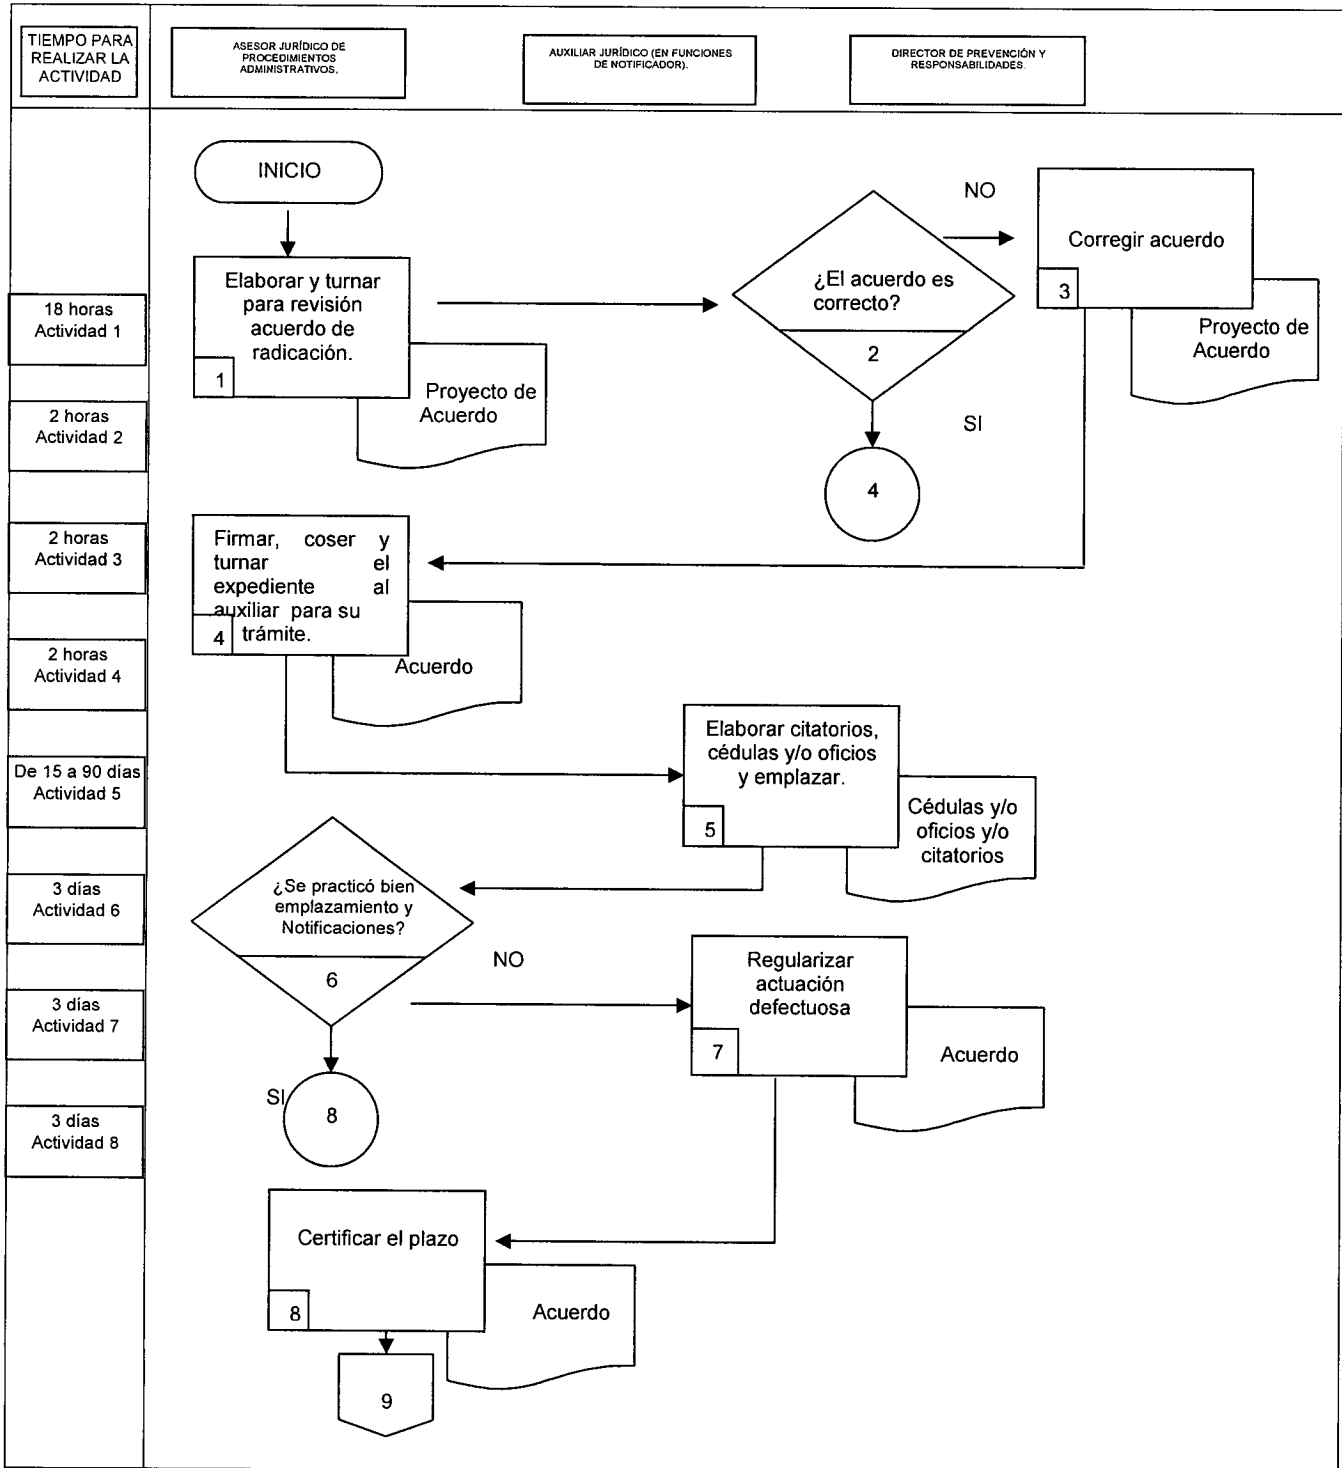 TIEMPO PARA
REALIZAR LA
ACTIVIDAD
ASESOR JURÍDICO DE
PROCEDIMIENTOS
ADMINISTRATIVOS.
AUXILIAR JURÍDICO (EN FUNCIONES
DE NOTIFICADOR).
DIRECTOR DE PREVENCIÓN Y
RESPONSABILIDADES.
INICIO
Elaborar y turnar
para revisión
acuerdo de
radicación.
1
Proyecto de
Acuerdo
¿El acuerdo es
correcto?
2
NO
SI
Corregir acuerdo
3
Proyecto de
Acuerdo
4
18 horas
Actividad 1
2 horas
Actividad 2
2 horas
Actividad 3
2 horas
Actividad 4
De 15 a 90 días
Actividad 5
3 días
Actividad 6
3 días
Actividad 7
3 días
Actividad 8
Firmar, coser y
turnar el
expediente al
auxiliar para su
trámite.
4
Acuerdo
Elaborar citatorios,
cédulas y/o oficios
y emplazar.
5
Cédulas y/o
oficios y/o
citatorios
¿Se practicó bien
emplazamiento y
Notificaciones?
6
NO
SI
8
Regularizar
actuación
defectuosa
7
Acuerdo
Certificar el plazo
8
Acuerdo
9